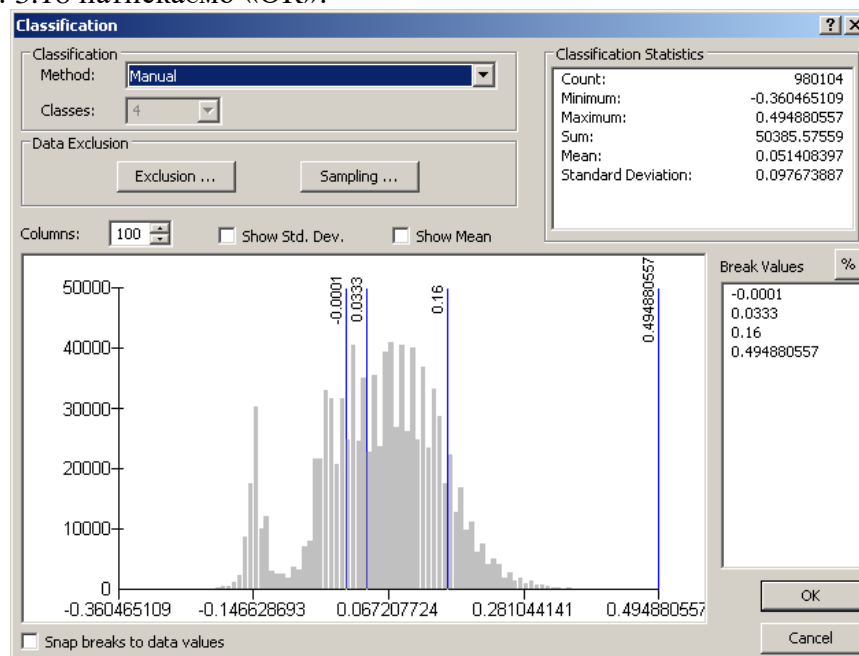 . 3.18 натискаємо «ОК».
Classification
Classification
Method: Manual
Classes: 4
Data Exclusion
Exclusion ...
Sampling ...
Classification Statistics
Count: 980104
Minimum: -0.360465109
Maximum: 0.494880557
Sum: 50385.57559
Mean: 0.051408397
Standard Deviation: 0.097673887
Columns: 100
Show Std. Dev.
Show Mean
Break Values %
-0.0001
0.0333
0.16
0.494880557
50000
40000
30000
20000
10000
0
-0.0001
0.0333
0.16
0.494880557
-0.360465109 -0.146628693 0.067207724 0.281044141 0.494880557
Snap breaks to data values
OK
Cancel